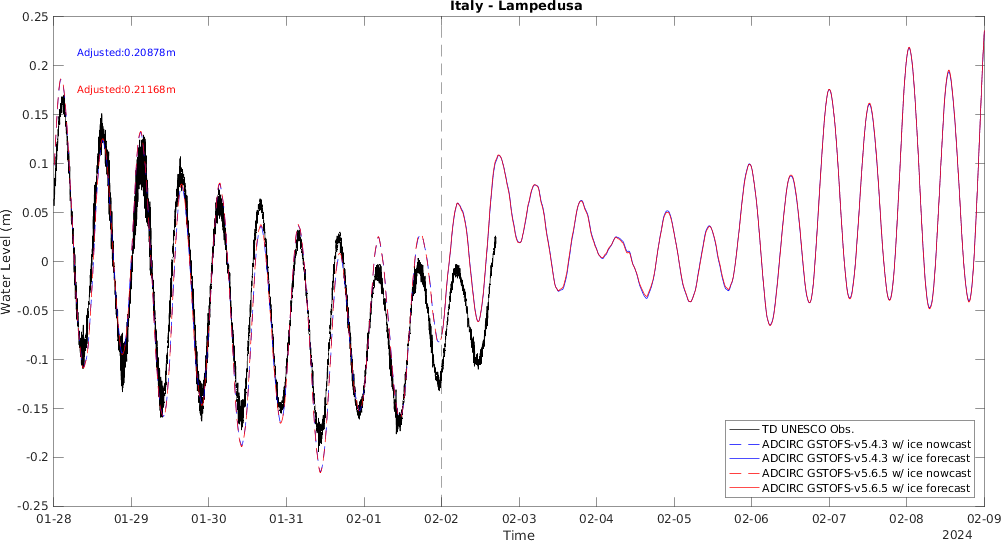 Italy - Lampedusa
0.25
0.2
0.15
0.1
0.05
0
-0.05
-0.1
-0.15
-0.2
-0.25
Water Level (m)
Adjusted:0.20878m
Adjusted:0.21168m
TD UNESCO Obs.
ADCIRC GSTOFS-v5.4.3 w/ ice nowcast
ADCIRC GSTOFS-v5.4.3 w/ ice forecast
ADCIRC GSTOFS-v5.6.5 w/ ice nowcast
ADCIRC GSTOFS-v5.6.5 w/ ice forecast
01-28 01-29 01-30 01-31 02-01 02-02 02-03 02-04 02-05 02-06 02-07 02-08 02-09
Time
2024